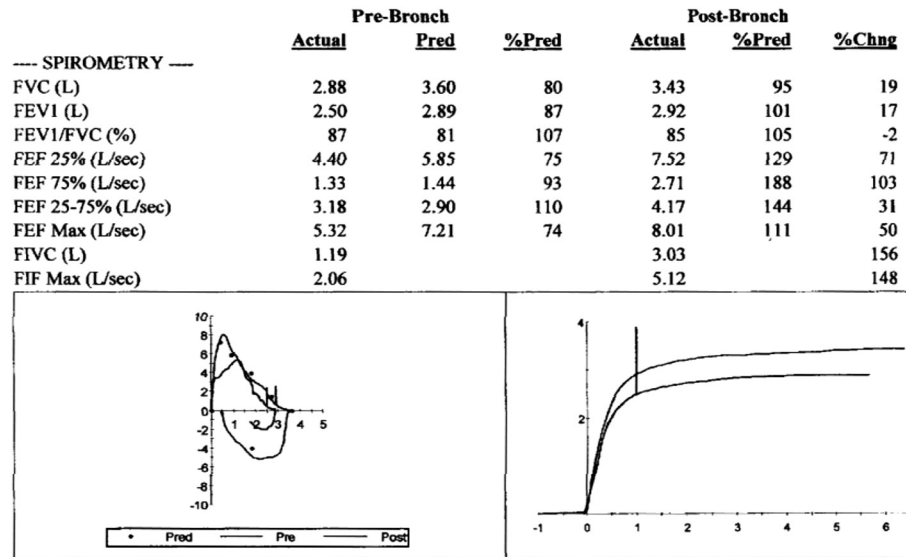 Pre-Bronch Post-Bronch
Actual Pred %Pred Actual %Pred %Chng
---- SPIROMETRY ----
FVC (L) 2.88 3.60 80 3.43 95 19
FEV1 (L) 2.50 2.89 87 2.92 101 17
FEV1/FVC (%) 87 81 107 85 105 -2
FEF 25% (L/sec) 4.40 5.85 75 7.52 129 71
FEF 75% (L/sec) 1.33 1.44 93 2.71 188 103
FEF 25-75% (L/sec) 3.18 2.90 110 4.17 144 31
FEF Max (L/sec) 5.32 7.21 74 8.01 111 50
FIVC (L) 1.19 3.03 156
FIF Max (L/sec) 2.06 5.12 148
10
8
6
4
2
0
1 2 3 4 5
-2
-4
-6
-8
-10
Pred Pre Post
4
2
-1 0 1 2 3 4 5 6